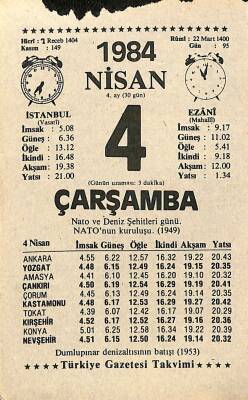 Hicrî : 3 Receb 1404
Kasım : 149
1984
Rûmî : 22 Mart 1400
Gün : 95
NİSAN
4. ay (30 gün)
İSTANBUL
(Vasatî)
İmsak : 5.08
Güneş : 6.36
Öğle : 13.12
İkindi : 16.48
Akşam : 19.38
Yatsı : 21.00
4
EZÂNÎ
(Mahallî)
İmsak : 9.17
Güneş : 11.02
Öğle : 5.41
İkindi : 9.18
Akşam : 12.00
Yatsı : 1.34
(Günün uzaması: 3 dakika)
ÇARŞAMBA
Nato ve Deniz Şehitleri günü.
NATO'nun kuruluşu. (1949)
4 Nisan İmsak Güneş Öğle İkindi Akşam Yatsı
ANKARA 4.55 6.22 12.57 16.32 19.22 20.43
YOZGAT 4.48 6.15 12.49 16.24 19.14 20.35
AMASYA 4.41 6.10 12.45 16.20 19.10 20.32
ÇANKIRI 4.50 6.19 12.54 16.29 19.19 20.41
ÇORUM 4.45 6.13 12.49 16.24 19.14 20.35
KASTAMONU 4.48 6.17 12.53 16.29 19.20 20.42
TOKAT 4.39 6.07 12.42 16.17 19.07 20.29
KIRŞEHİR 4.52 6.17 12.52 16.27 19.16 20.36
KONYA 5.01 6.25 12.58 16.34 19.20 20.39
NEVŞEHİR 4.51 6.15 12.50 16.24 19.14 20.32
Dumlupınar denizaltısının batışı (1953)
Türkiye Gazetesi Takvimi